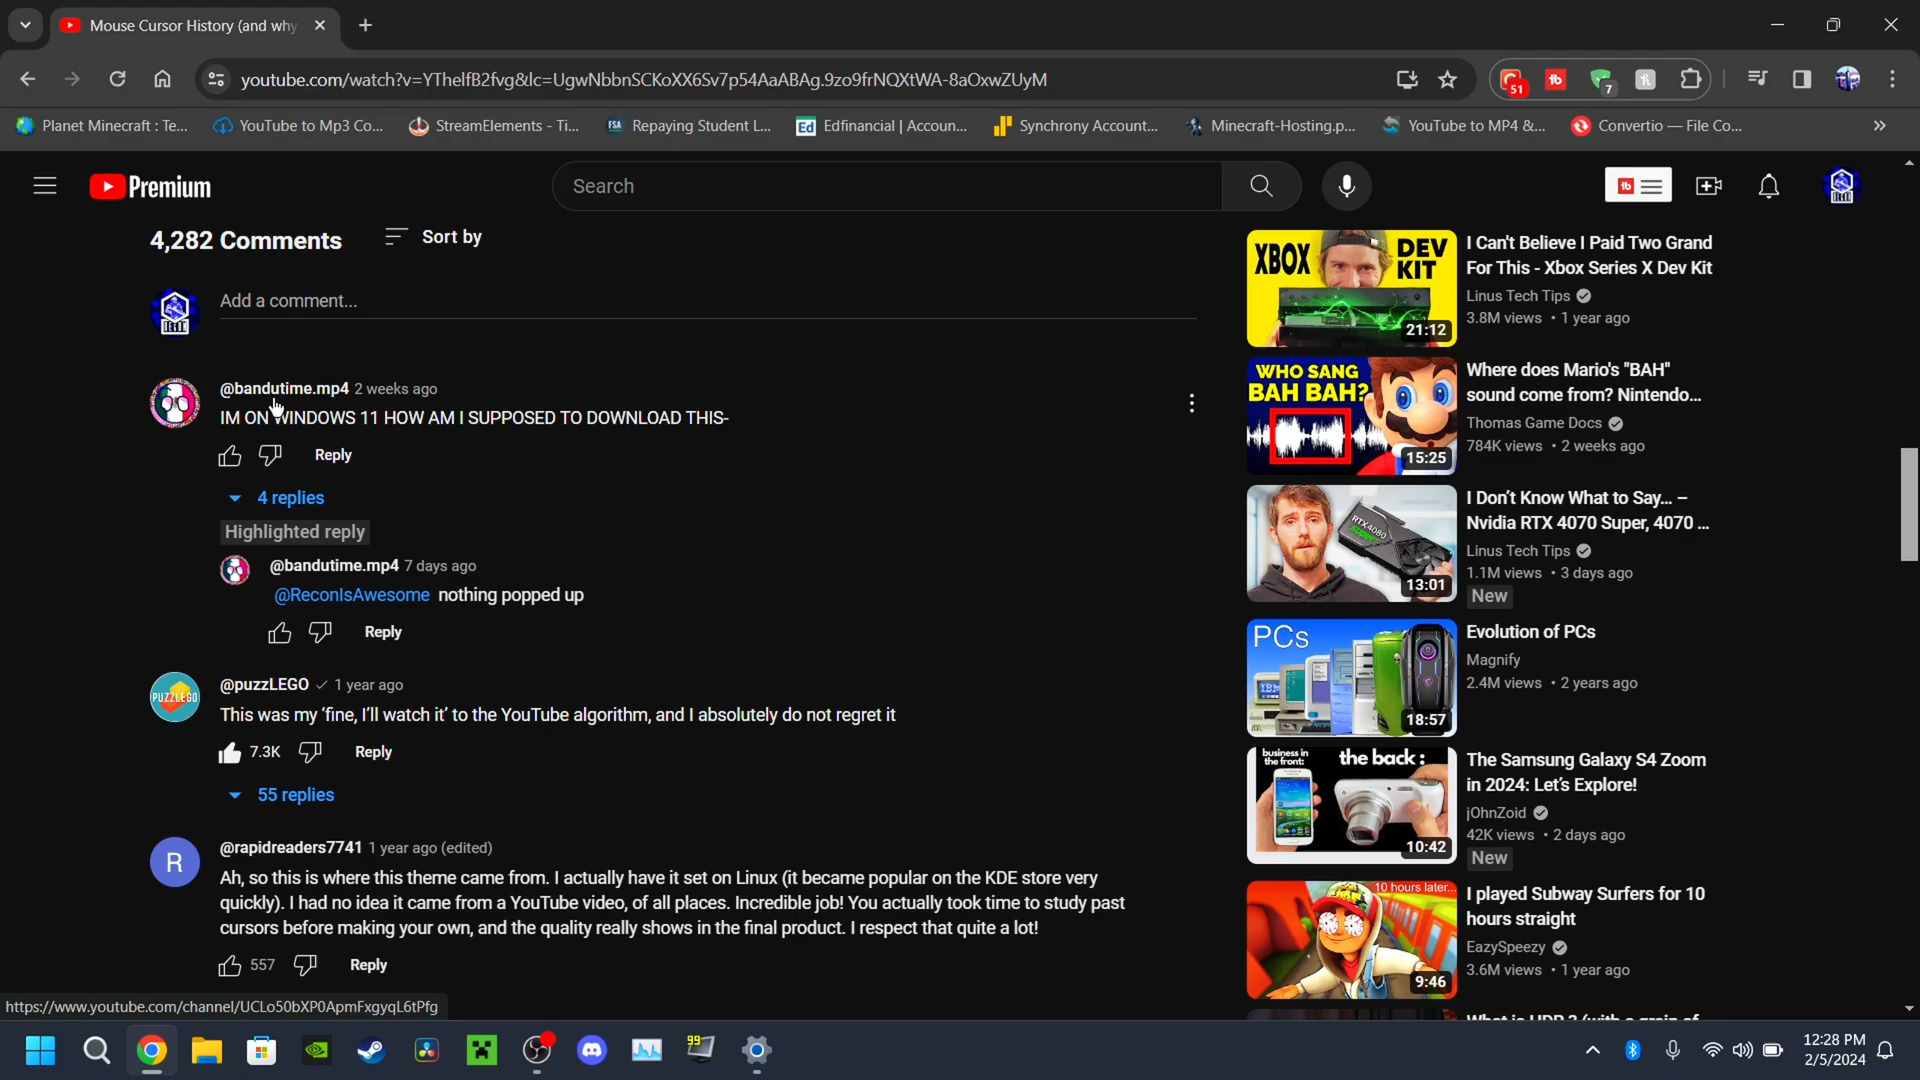 Mouse Cursor History (and why
youtube.com/watch?v=YThelfB2fvg&lc=UgwNbbnSCKoXX6Sv7p54AaABAg.9zo9frNQXtWA-8aOxwZUyM
51
7
Planet Minecraft : Te...
YouTube to Mp3 Co...
StreamElements - Ti...
FSA
Repaying Student L...
Ed
Edfinancial | Accoun...
Synchrony Account...
Minecraft-Hosting.p...
YouTube to MP4 &...
Convertio — File Co...
Premium
Search
4,282 Comments
Sort by
Add a comment...
@bandutime.mp4 2 weeks ago
IM ON WINDOWS 11 HOW AM I SUPPOSED TO DOWNLOAD THIS-
Reply
4 replies
Highlighted reply
@bandutime.mp4 7 days ago
@ReconIsAwesome nothing popped up
Reply
PUZZLEGO
@puzzLEGO 1 year ago
This was my ‘fine, I’ll watch it’ to the YouTube algorithm, and I absolutely do not regret it
7.3K
Reply
55 replies
R
@rapidreaders7741 1 year ago (edited)
Ah, so this is where this theme came from. I actually have it set on Linux (it became popular on the KDE store very
quickly). I had no idea it came from a YouTube video, of all places. Incredible job! You actually took time to study past
cursors before making your own, and the quality really shows in the final product. I respect that quite a lot!
557
Reply
https://www.youtube.com/channel/UCLo50bXP0ApmFxgyqL6tPfg
XBOX
DEV
KIT
21:12
I Can't Believe I Paid Two Grand
For This - Xbox Series X Dev Kit
Linus Tech Tips
3.8M views • 1 year ago
WHO SANG
BAH BAH?
15:25
Where does Mario's "BAH"
sound come from? Nintendo...
Thomas Game Docs
784K views • 2 weeks ago
RTX 4080
super
13:01
I Don’t Know What to Say... –
Nvidia RTX 4070 Super, 4070 ...
Linus Tech Tips
1.1M views • 3 days ago
New
PCs
IBM
18:57
Evolution of PCs
Magnify
2.4M views • 2 years ago
business in
the front:
the back :
10:42
The Samsung Galaxy S4 Zoom
in 2024: Let’s Explore!
jOhnZoid
42K views • 2 days ago
New
10 hours later...
9:46
I played Subway Surfers for 10
hours straight
EazySpeezy
3.6M views • 1 year ago
99
12:28 PM
2/5/2024